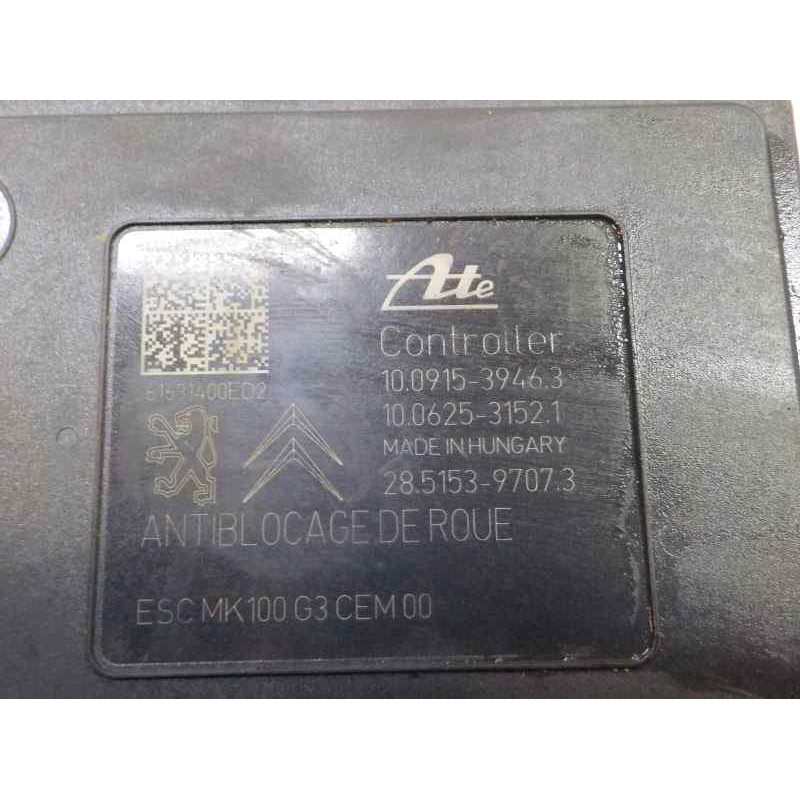 Ate
Controller
10.0915-3946.3
61631400ED2
10.0625-3152.1
MADE IN HUNGARY
28.5153-9707.3
ANTIBLOCAGE DE ROUE
ESC MK100 G3 CEM 00